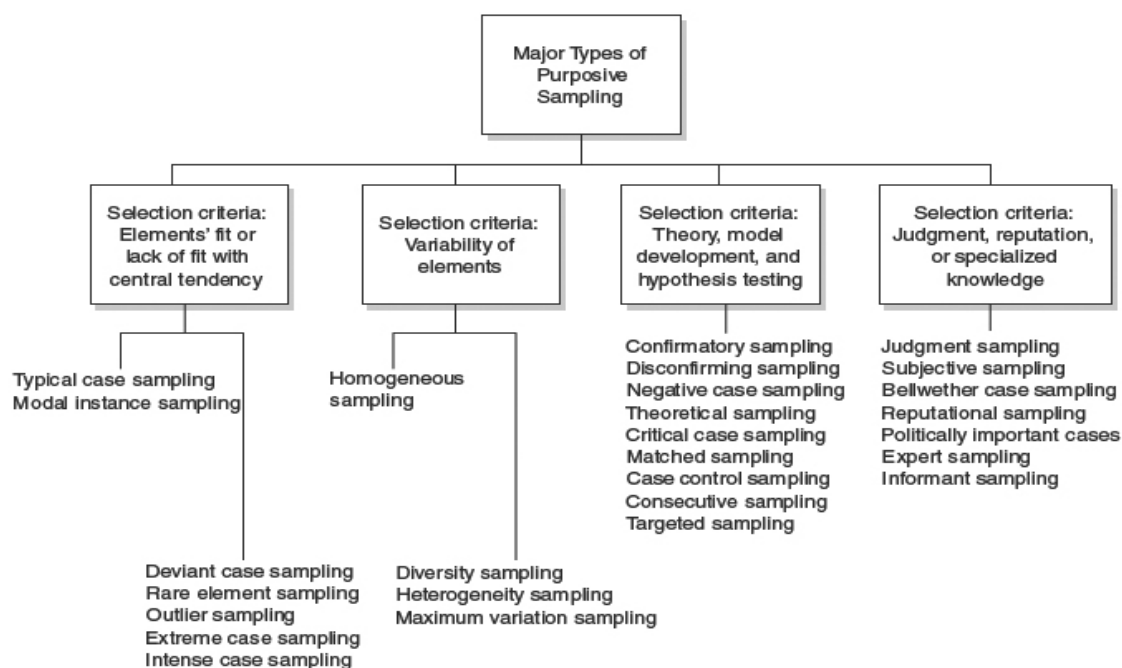 Major Types of
Purposive
Sampling
Selection criteria:
Elements' fit or
lack of fit with
central tendency
Selection criteria:
Variability of
elements
Selection criteria:
Theory, model
development, and
hypothesis testing
Selection criteria:
Judgment, reputation,
or specialized
knowledge
Typical case sampling
Modal instance sampling
Deviant case sampling
Rare element sampling
Outlier sampling
Extreme case sampling
Intense case sampling
Homogeneous
sampling
Diversity sampling
Heterogeneity sampling
Maximum variation sampling
Confirmatory sampling
Disconfirming sampling
Negative case sampling
Theoretical sampling
Critical case sampling
Matched sampling
Case control sampling
Consecutive sampling
Targeted sampling
Judgment sampling
Subjective sampling
Bellwether case sampling
Reputational sampling
Politically important cases
Expert sampling
Informant sampling